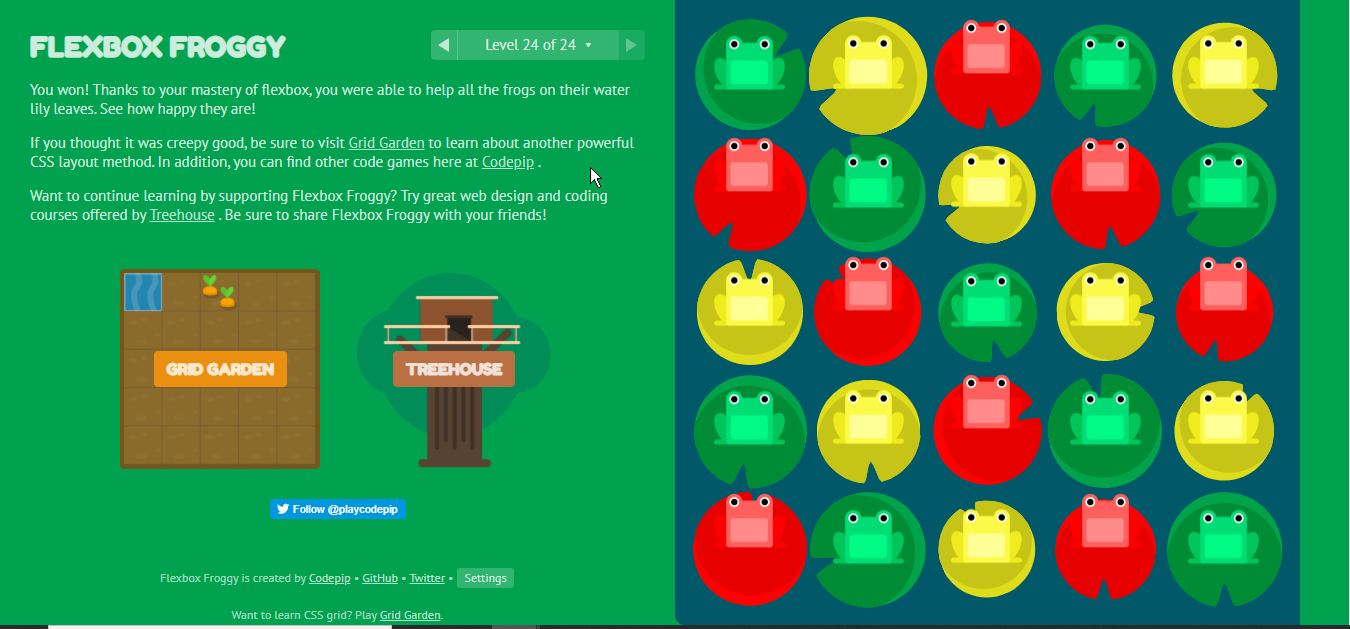 FLEXBOX FROGGY
Level 24 of 24
You won! Thanks to your mastery of flexbox, you were able to help all the frogs on their water
lily leaves. See how happy they are!
If you thought it was creepy good, be sure to visit Grid Garden to learn about another powerful
CSS layout method. In addition, you can find other code games here at Codepip .
Want to continue learning by supporting Flexbox Froggy? Try great web design and coding
courses offered by Treehouse . Be sure to share Flexbox Froggy with your friends!
GRID GARDEN
TREEHOUSE
Follow @playcodepip
Flexbox Froggy is created by Codepip • GitHub • Twitter • Settings
Want to learn CSS grid? Play Grid Garden.